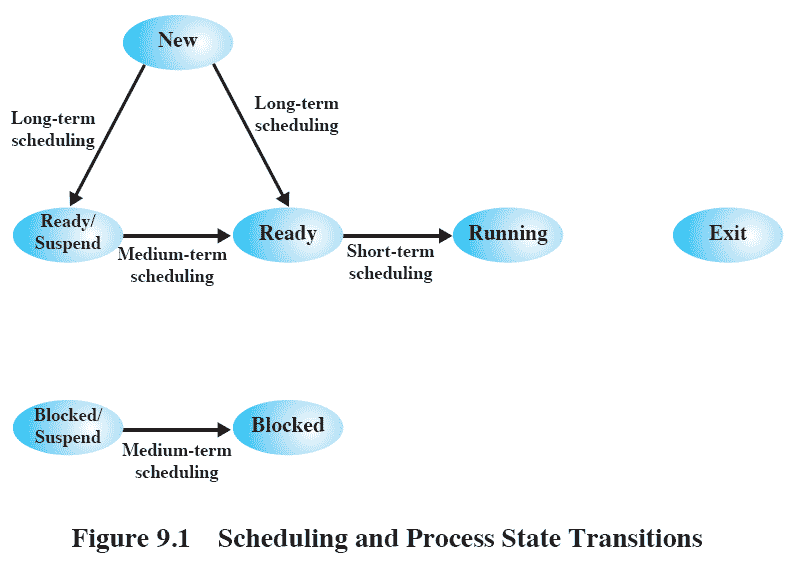 New
Long-term
scheduling
Long-term
scheduling
Ready/
Suspend
Ready
Running
Exit
Medium-term
scheduling
Short-term
scheduling
Blocked/
Suspend
Blocked
Medium-term
scheduling
Figure 9.1 Scheduling and Process State Transitions